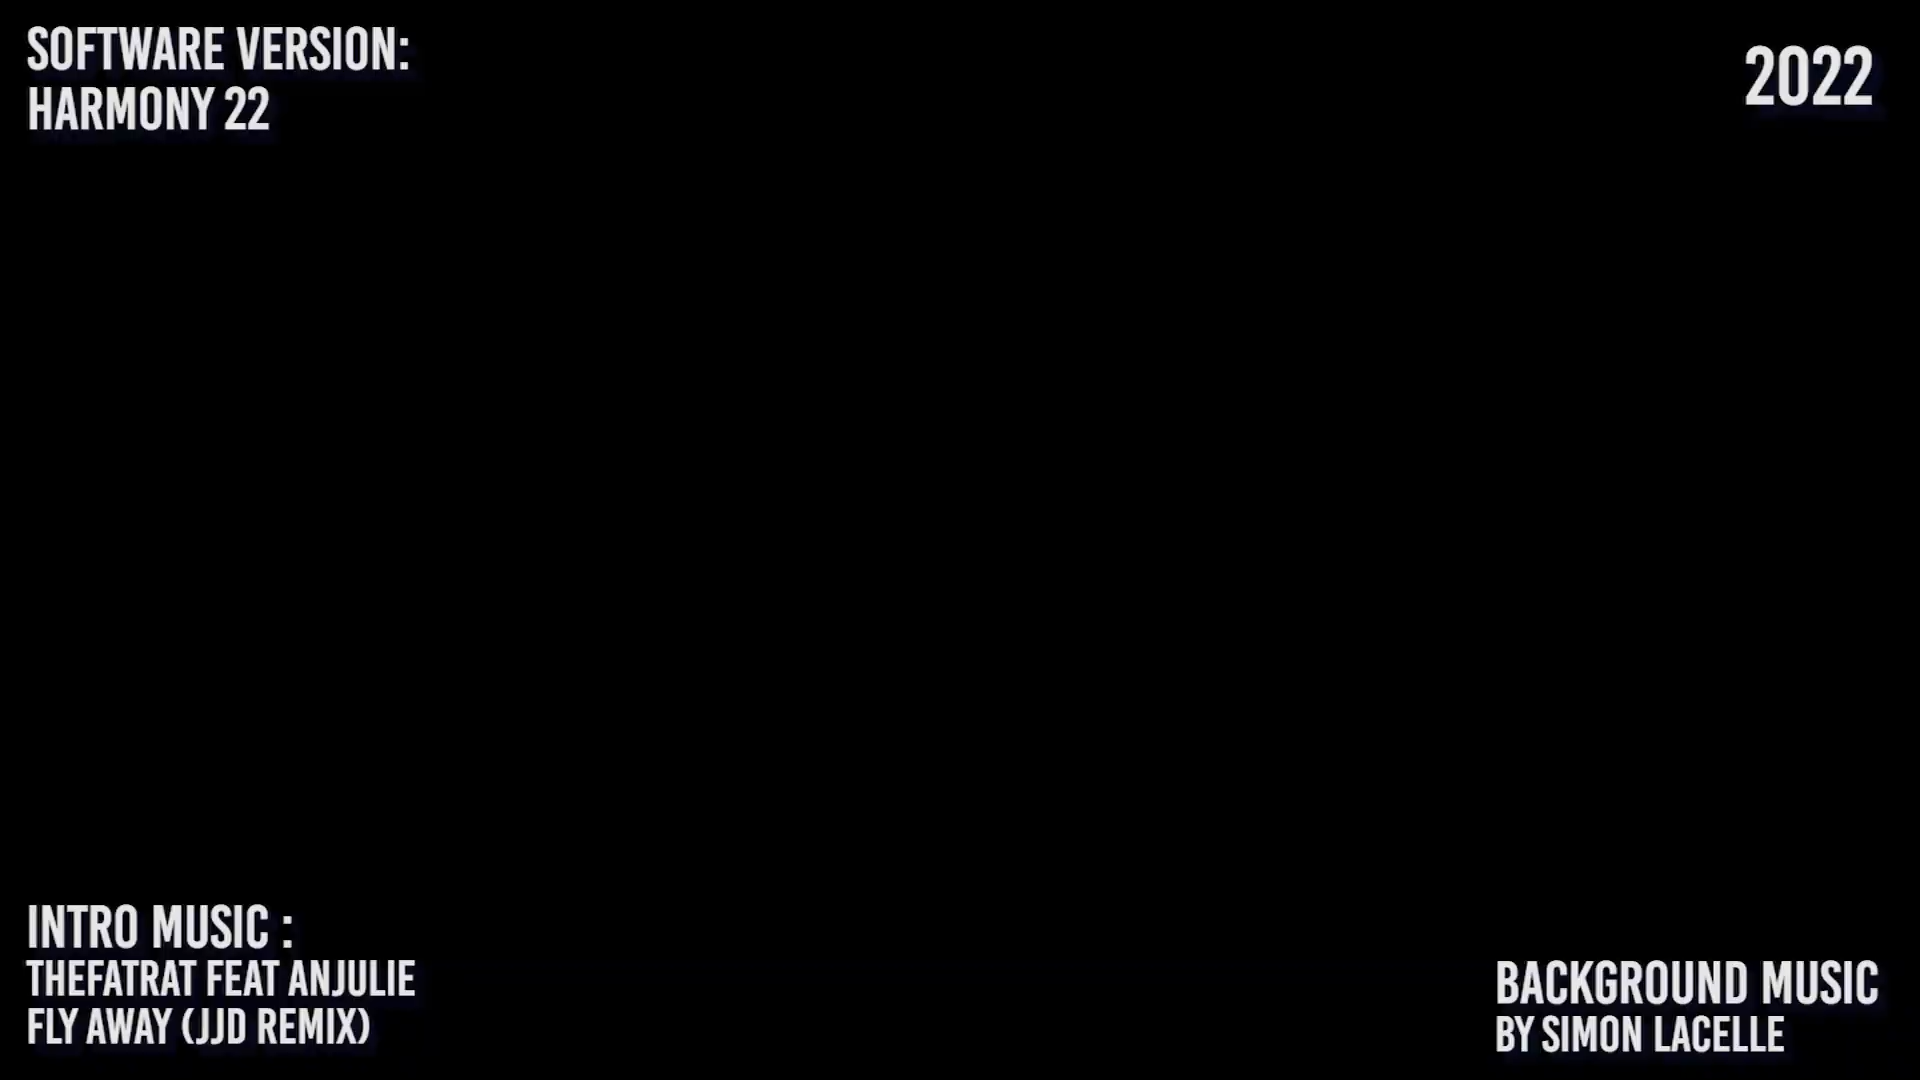 SOFTWARE VERSION:
HARMONY 22
2022
INTRO MUSIC :
THEFATRAT FEAT ANJULIE
FLY AWAY (JJD REMIX)
BACKGROUND MUSIC
BY SIMON LACELLE